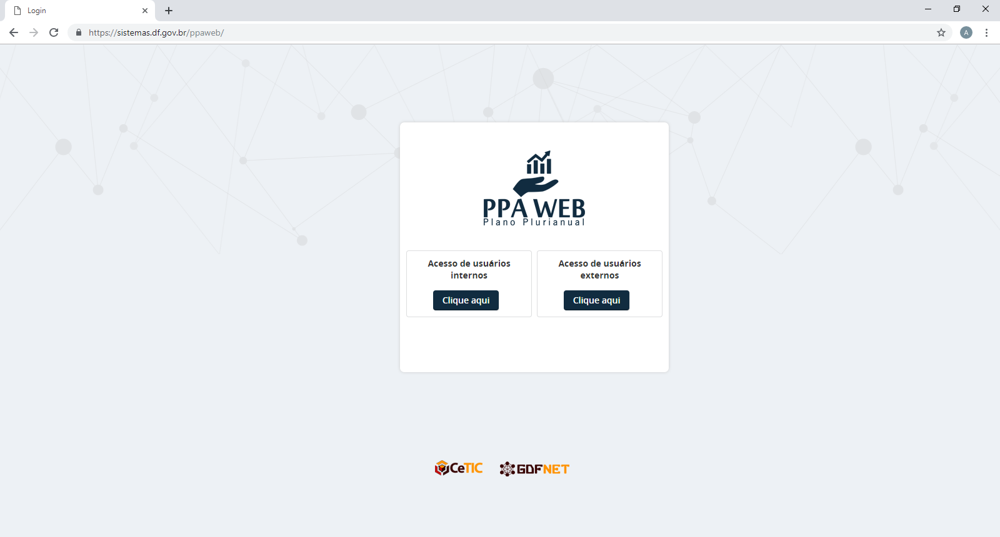 Login
https://sistemas.df.gov.br/ppaweb/
A
PPA WEB
Plano Plurianual
Acesso de usuários
internos
Clique aqui
Acesso de usuários
externos
Clique aqui
CeTIC
GDFNET